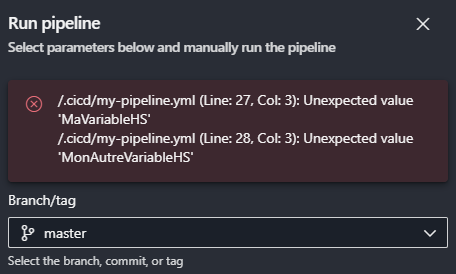 Run pipeline
Select parameters below and manually run the pipeline
/.cicd/my-pipeline.yml (Line: 27, Col: 3): Unexpected value
'MaVariableHS'
/.cicd/my-pipeline.yml (Line: 28, Col: 3): Unexpected value
'MonAutreVariableHS'
Branch/tag
master
Select the branch, commit, or tag